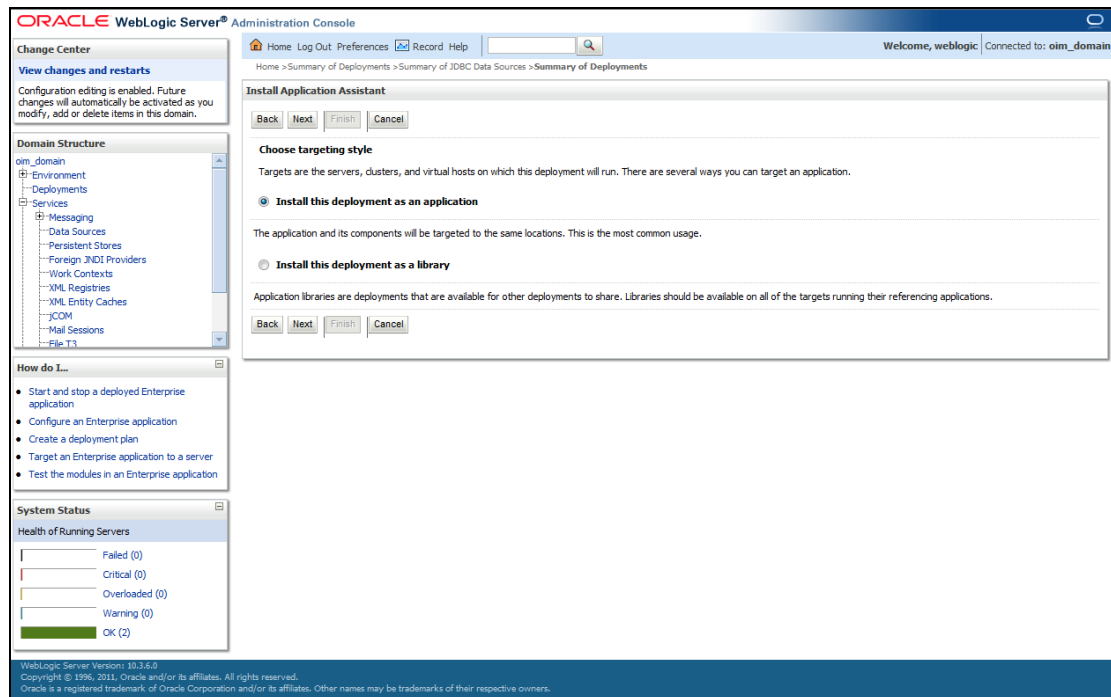 ORACLE WebLogic Server® Administration Console
Change Center
View changes and restarts
Configuration editing is enabled. Future
changes will automatically be activated as you
modify, add or delete items in this domain.
Domain Structure
oim_domain
Environment
Deployments
Services
Messaging
Data Sources
Persistent Stores
Foreign JNDI Providers
Work Contexts
XML Registries
XML Entity Caches
jCOM
Mail Sessions
File T3
How do I...
Start and stop a deployed Enterprise
application
Configure an Enterprise application
Create a deployment plan
Target an Enterprise application to a server
Test the modules in an Enterprise application
System Status
Health of Running Servers
Failed (0)
Critical (0)
Overloaded (0)
Warning (0)
OK (2)
Home Log Out Preferences Record Help
Welcome, weblogic Connected to: oim_domain
Home >Summary of Deployments >Summary of JDBC Data Sources >Summary of Deployments
Install Application Assistant
Back Next Finish Cancel
Choose targeting style
Targets are the servers, clusters, and virtual hosts on which this deployment will run. There are several ways you can target an application.
Install this deployment as an application
The application and its components will be targeted to the same locations. This is the most common usage.
Install this deployment as a library
Application libraries are deployments that are available for other deployments to share. Libraries should be available on all of the targets running their referencing applications.
Back Next Finish Cancel
WebLogic Server Version: 10.3.6.0
Copyright © 1996, 2011, Oracle and/or its affiliates. All rights reserved.
Oracle is a registered trademark of Oracle Corporation and/or its affiliates. Other names may be trademarks of their respective owners.